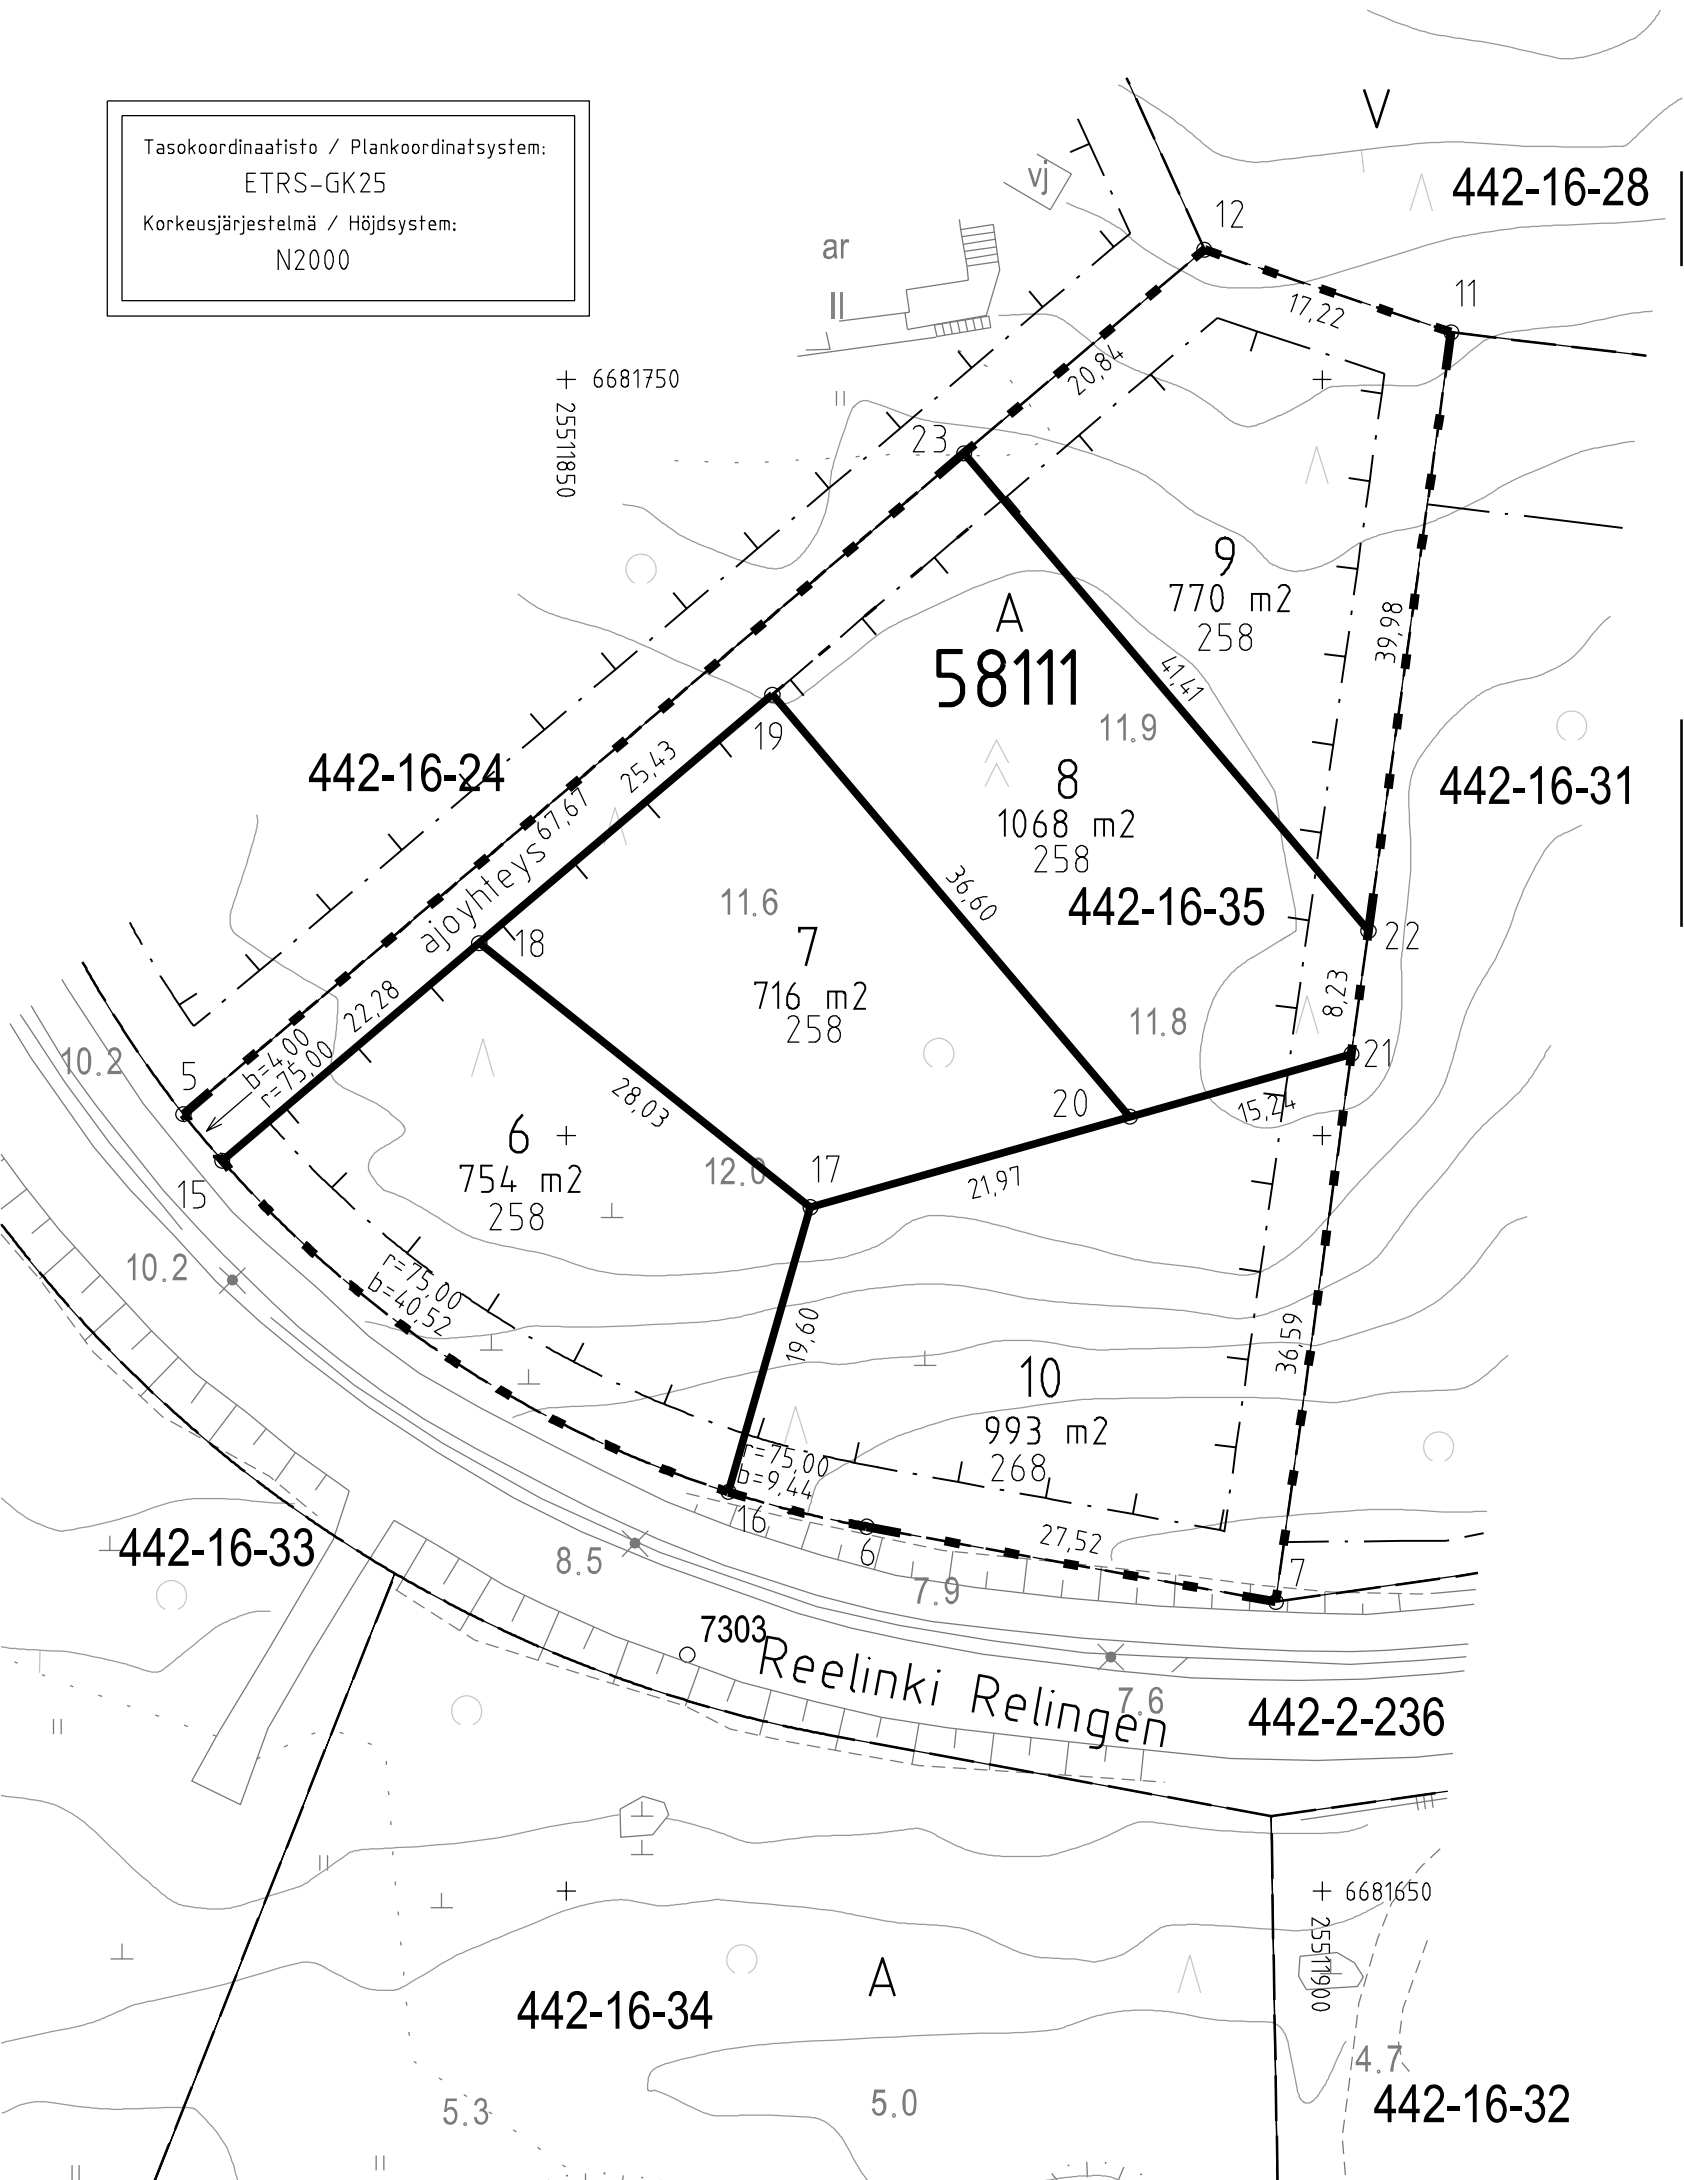 Tasokoordinaatisto / Plankoordinatsystem:
ETRS-GK25
Korkeusjärjestelmä / Höjdsystem:
N2000
V
442-16-28
vj
12
ar
II
11
17,22
20,84
6681750
25511850
23
9
770 m2
258
39,98
A
58111
41,41
11.9
19
25,43
442-16-24
67,67
ajoyhteys
8
1068 m2
258
442-16-31
11.6
36,60
442-16-35
18
7
716 m2
258
22
8,23
22,28
11.8
10.2
5
b=4,00
r=75,00
21
28,03
20
15,24
6
754 m2
258
12.0
17
21,97
15
10.2
r=75,00
b=40,52
19,60
36,59
10
993 m2
268
r=75,00
b=9,44
16
6
27,52
7
442-16-33
8.5
7.9
7303
Reelinki Relingen
7.6
442-2-236
6681650
25511900
A
442-16-34
4.7
442-16-32
5.3
5.0